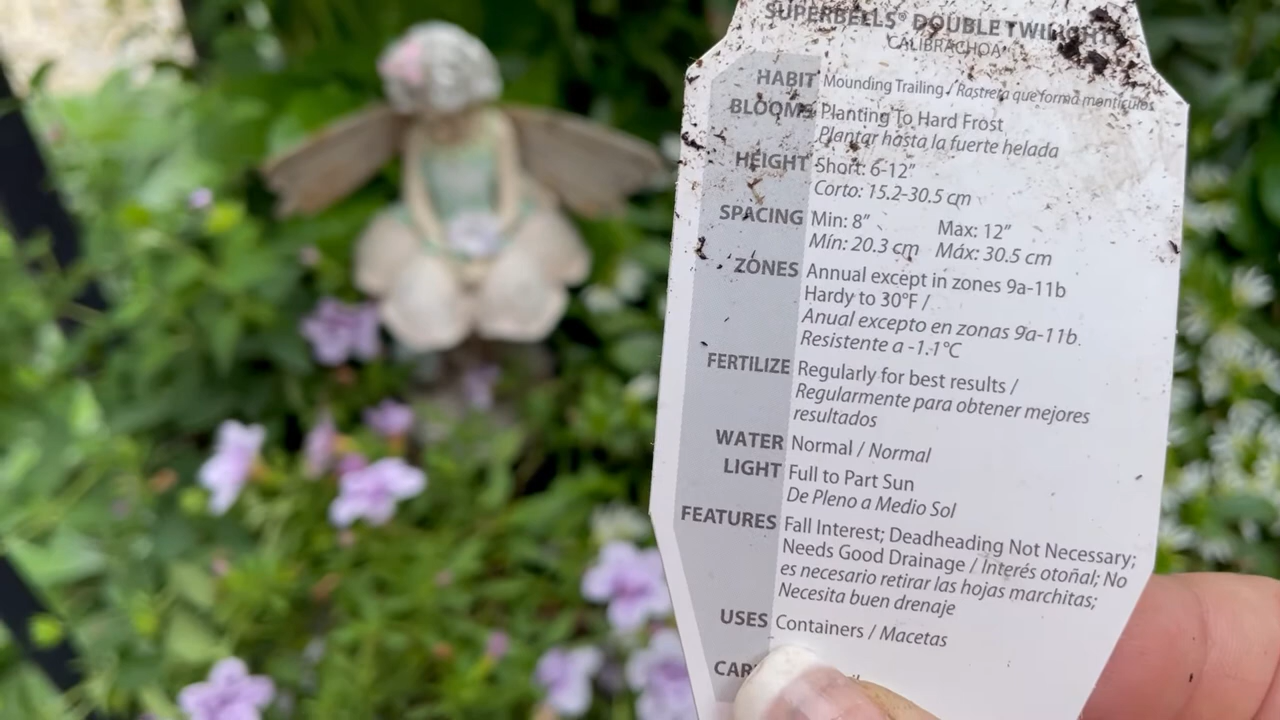 SUPERBELLS® DOUBLE TWILIGHT
CALIBRACHOA
HABIT Mounding Trailing / Rastrera que forma montículos
BLOOMS Planting To Hard Frost
Plantar hasta la fuerte helada
HEIGHT Short: 6-12"
Corto: 15.2-30.5 cm
SPACING Min: 8" Max: 12"
Mín: 20.3 cm Máx: 30.5 cm
ZONES Annual except in zones 9a-11b
Hardy to 30°F /
Anual excepto en zonas 9a-11b.
Resistente a -1.1°C
FERTILIZE Regularly for best results /
Regularmente para obtener mejores
resultados
WATER Normal / Normal
LIGHT Full to Part Sun
De Pleno a Medio Sol
FEATURES Fall Interest; Deadheading Not Necessary;
Needs Good Drainage / Interés otoñal; No
es necesario retirar las hojas marchitas;
Necesita buen drenaje
USES Containers / Macetas